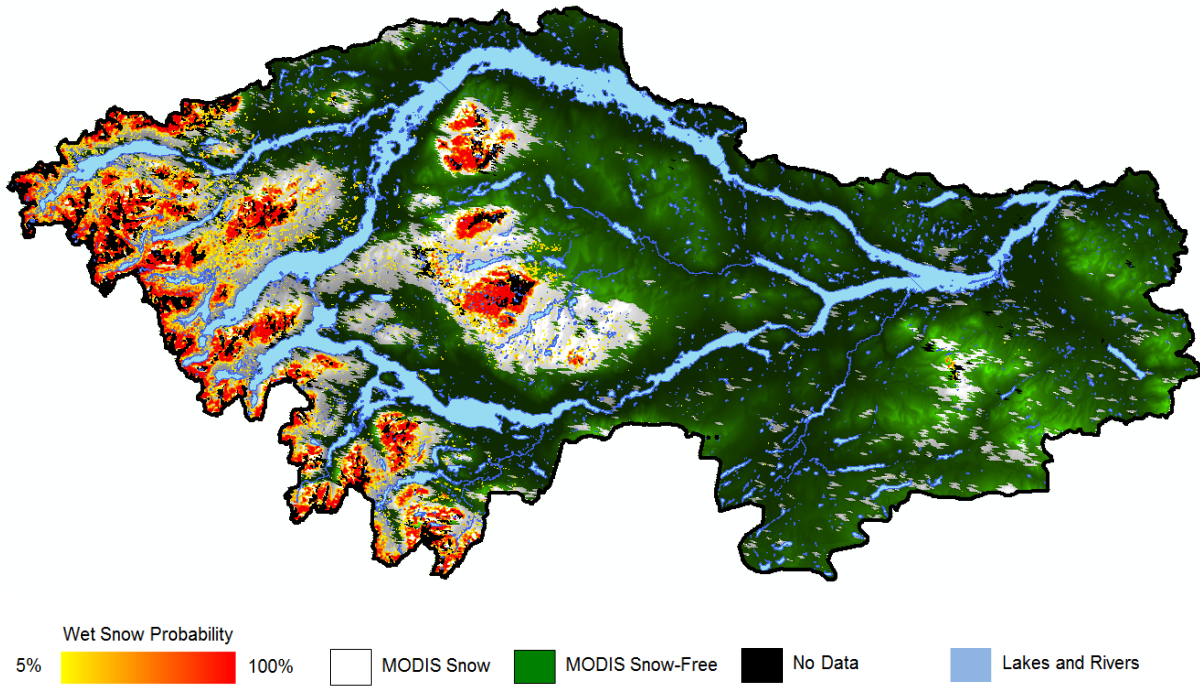 Wet Snow Probability
5% 100% MODIS Snow MODIS Snow-Free No Data Lakes and Rivers